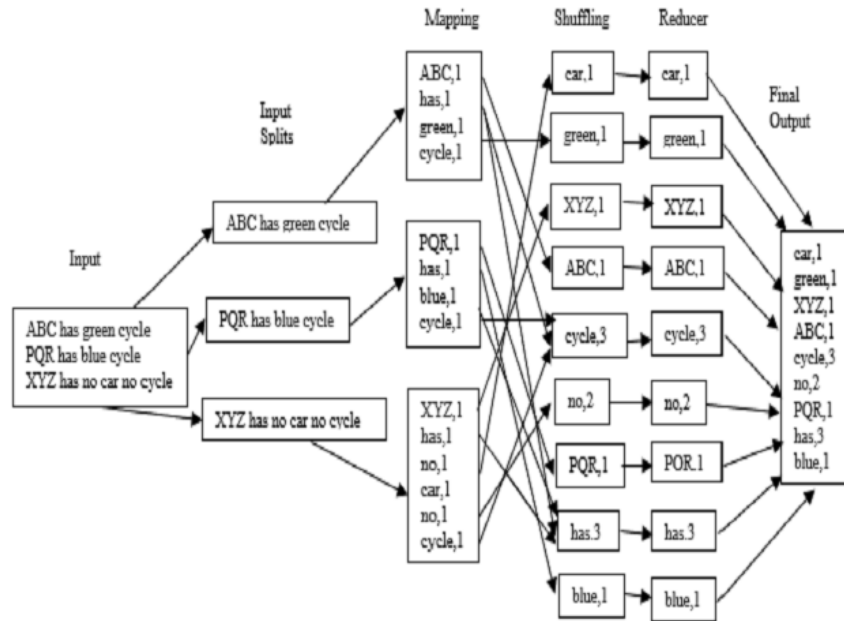 Mapping
Shuffling
Reducer
Input
Splits
Final
Output
Input
ABC has green cycle
PQR has blue cycle
XYZ has no car no cycle
ABC has green cycle
PQR has blue cycle
XYZ has no car no cycle
ABC,1
has,1
green,1
cycle,1
PQR,1
has,1
blue,1
cycle,1
XYZ,1
has,1
no,1
car,1
no,1
cycle,1
car,1
green,1
XYZ,1
ABC,1
cycle,3
no,2
PQR,1
has.3
blue,1
car,1
green,1
XYZ,1
ABC,1
cycle,3
no,2
POR.1
has.3
blue,1
car,1
green,1
XYZ,1
ABC,1
cycle,3
no,2
PQR,1
has,3
blue,1